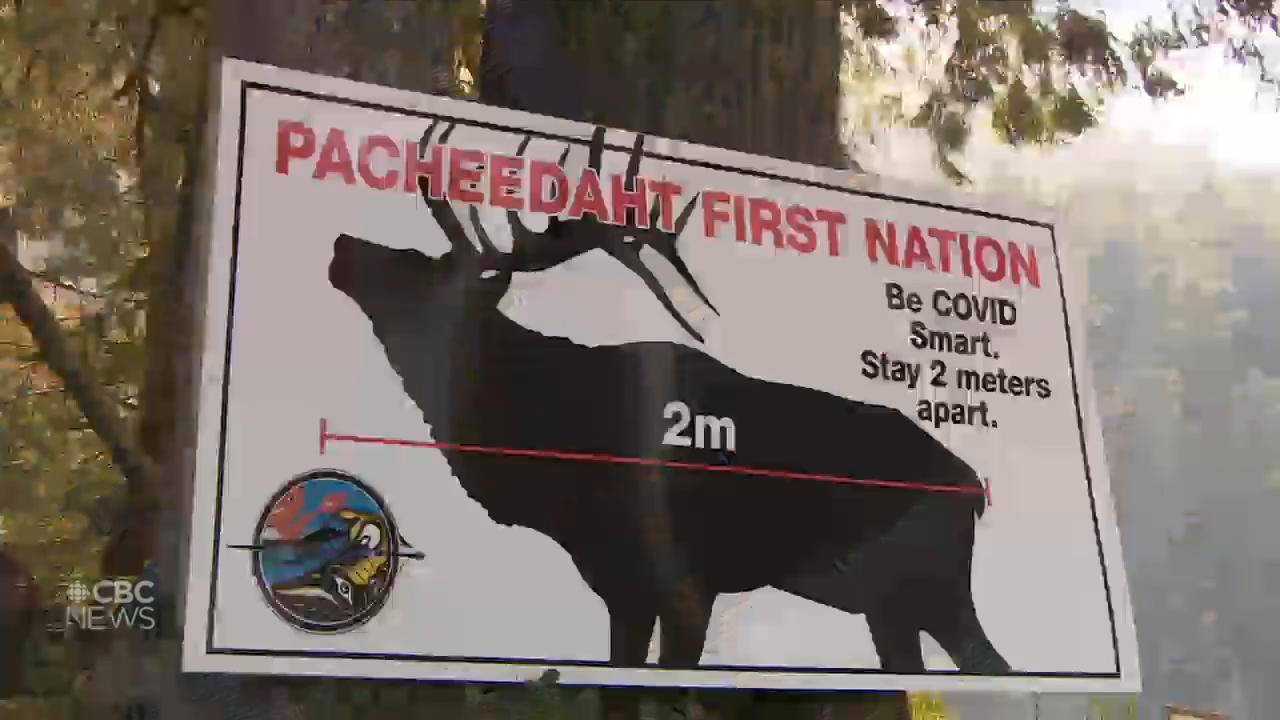 PACHEEDAHT FIRST NATION
Be COVID
Smart.
Stay 2 meters
apart.
2m
CBC
NEWS